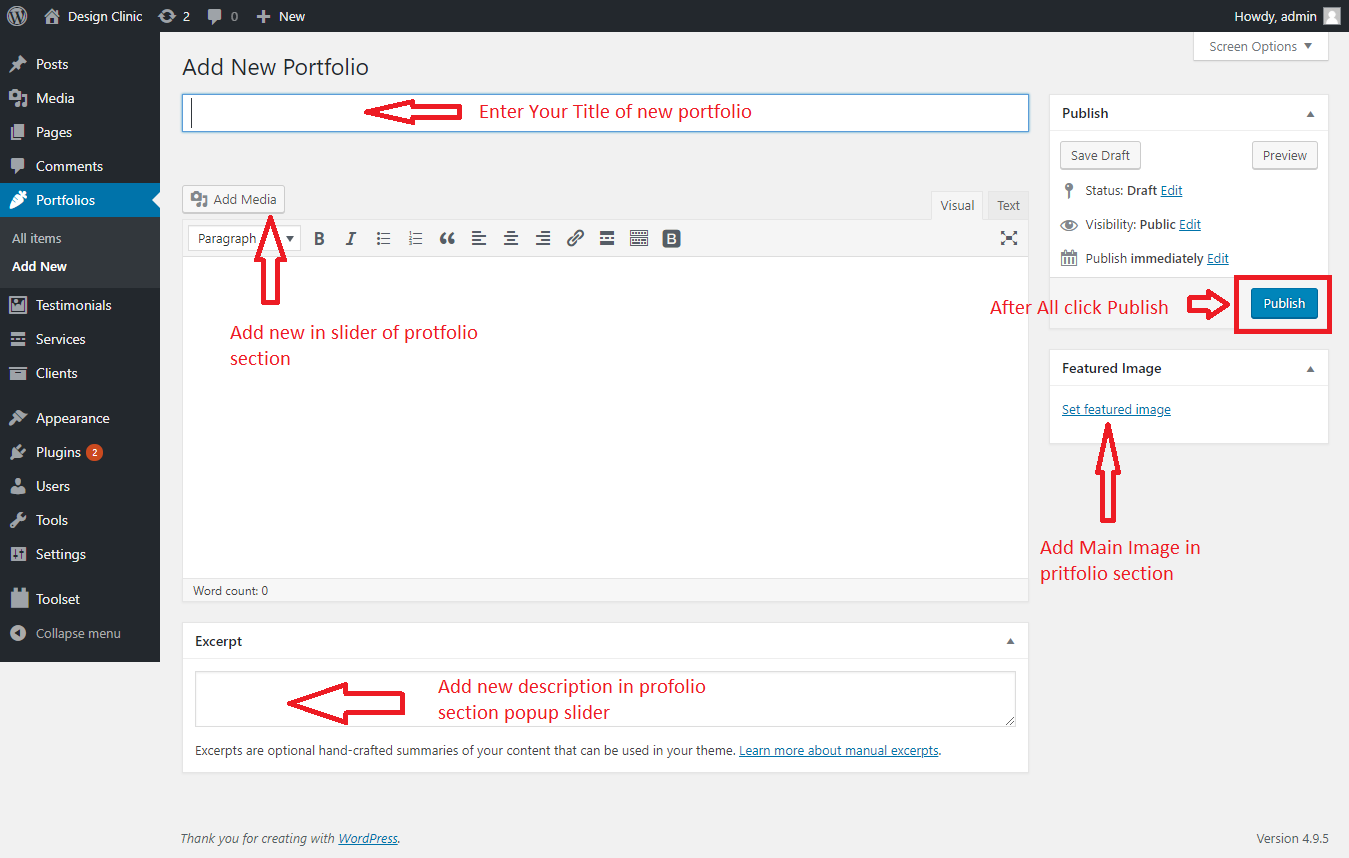 Design Clinic 2 0 New Howdy, admin
Screen Options
Posts
Media
Pages
Comments
Portfolios
All items
Add New
Testimonials
Services
Clients
Appearance
Plugins 2
Users
Tools
Settings
Toolset
Collapse menu
Add New Portfolio
Enter Your Title of new portfolio
Add Media
Visual Text
Paragraph B I B
Add new in slider of protfolio
section
Word count: 0
Excerpt
Add new description in profolio
section popup slider
Excerpts are optional hand-crafted summaries of your content that can be used in your theme. Learn more about manual excerpts.
Publish
Save Draft Preview
Status: Draft Edit
Visibility: Public Edit
Publish immediately Edit
After All click Publish Publish
Featured Image
Set featured image
Add Main Image in
pritfolio section
Thank you for creating with WordPress. Version 4.9.5